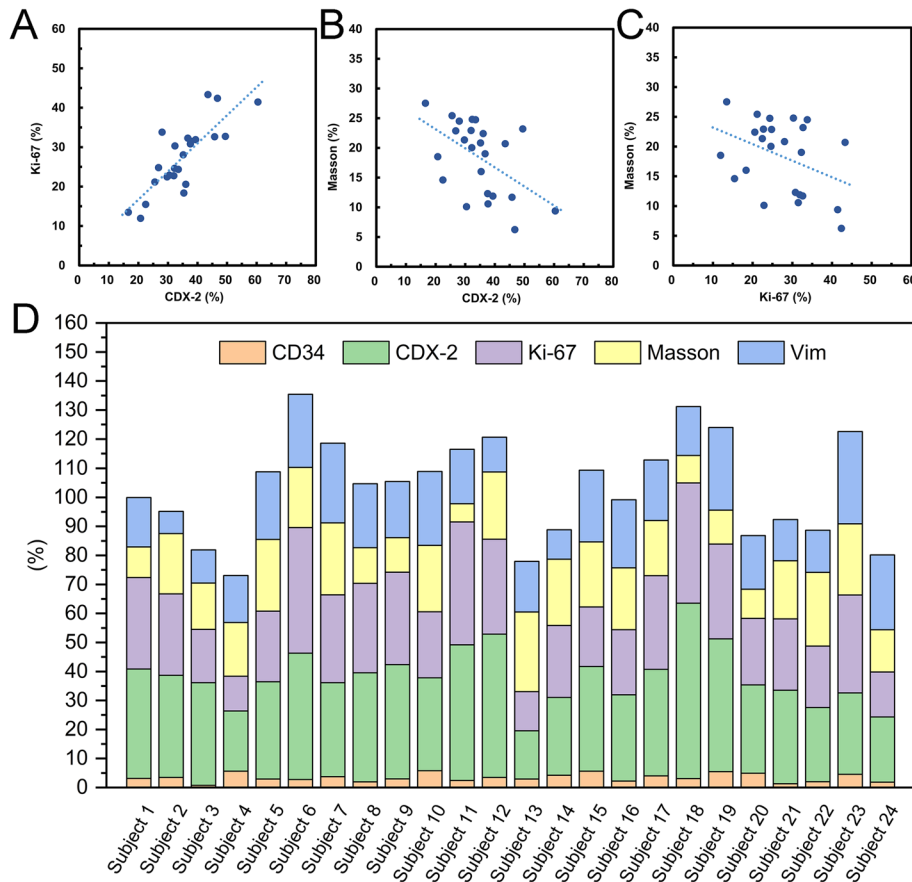 A
B
C
60
50
40
30
20
10
0
Ki-67 (%)
0 10 20 30 40 50 60 70 80
CDX-2 (%)
40
35
30
25
20
15
10
5
0
Masson (%)
0 10 20 30 40 50 60 70 80
CDX-2 (%)
40
35
30
25
20
15
10
5
0
Masson (%)
0 10 20 30 40 50 60
Ki-67 (%)
D
160
150
140
130
120
110
100
90
80
70
60
50
40
30
20
10
0
(%)
CD34 CDX-2 Ki-67 Masson Vim
Subject 1
Subject 2
Subject 3
Subject 4
Subject 5
Subject 6
Subject 7
Subject 8
Subject 9
Subject 10
Subject 11
Subject 12
Subject 13
Subject 14
Subject 15
Subject 16
Subject 17
Subject 18
Subject 19
Subject 20
Subject 21
Subject 22
Subject 23
Subject 24